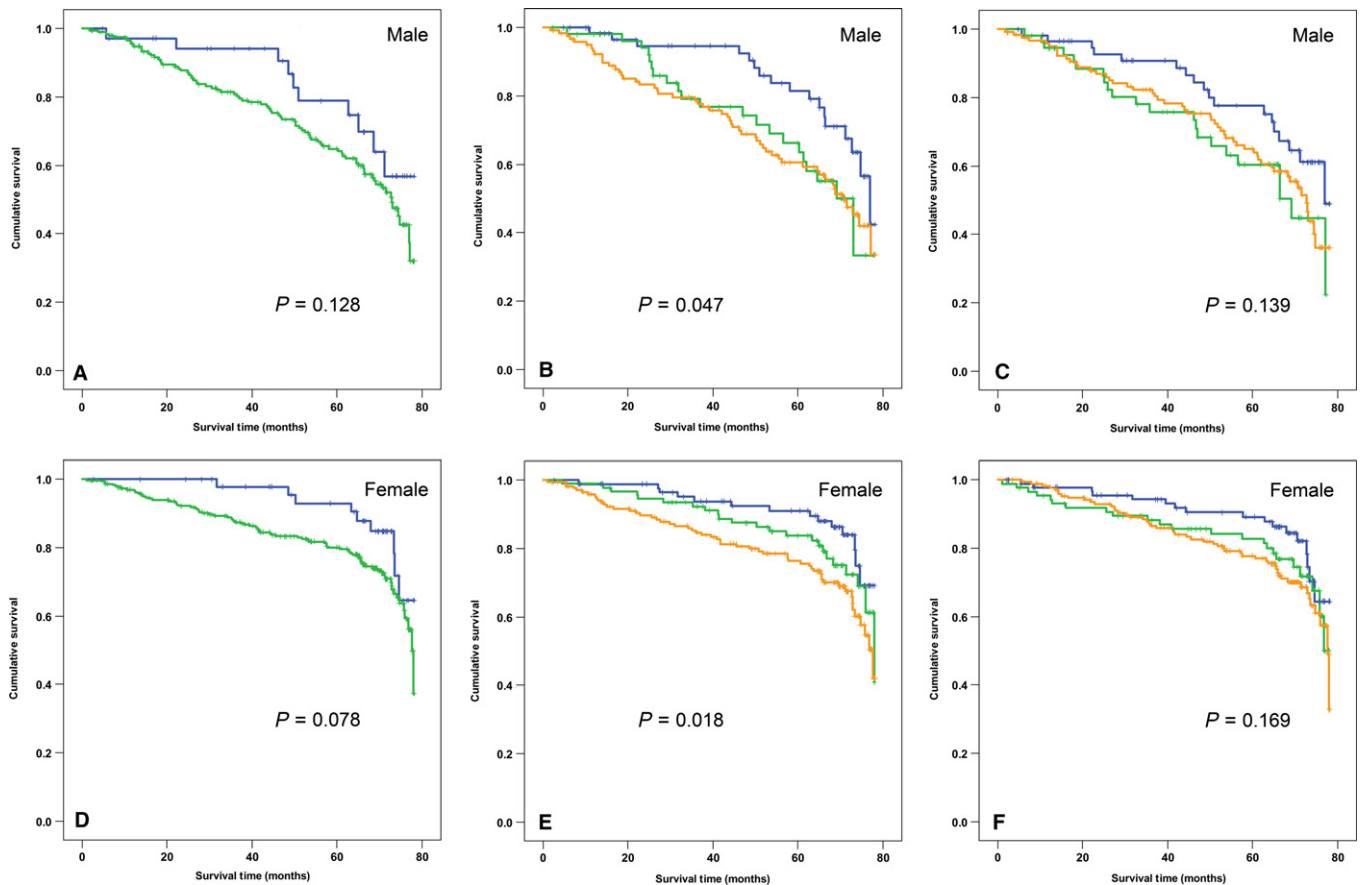 Male
1.0
0.8
0.6
0.4
0.2
0.0
Cumulative survival
P = 0.128
A
0 20 40 60 80
Survival time (months)
Male
1.0
0.8
0.6
0.4
0.2
0.0
Cumulative survival
P = 0.047
B
0 20 40 60 80
Survival time (months)
Male
1.0
0.8
0.6
0.4
0.2
0.0
Cumulative survival
P = 0.139
C
0 20 40 60 80
Survival time (months)
Female
1.0
0.8
0.6
0.4
0.2
0.0
Cumulative survival
P = 0.078
D
0 20 40 60 80
Survival time (months)
Female
1.0
0.8
0.6
0.4
0.2
0.0
Cumulative survival
P = 0.018
E
0 20 40 60 80
Survival time (months)
Female
1.0
0.8
0.6
0.4
0.2
0.0
Cumulative survival
P = 0.169
F
0 20 40 60 80
Survival time (months)